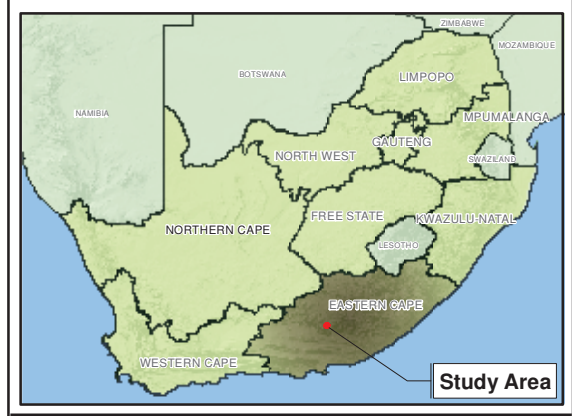 ZIMBABWE
MOZAMBIQUE
BOTSWANA
LIMPOPO
NAMIBIA
MPUMALANGA
GAUTENG
NORTH WEST
SWAZILAND
FREE STATE
KWAZULU-NATAL
NORTHERN CAPE
LESOTHO
EASTERN CAPE
WESTERN CAPE
Study Area